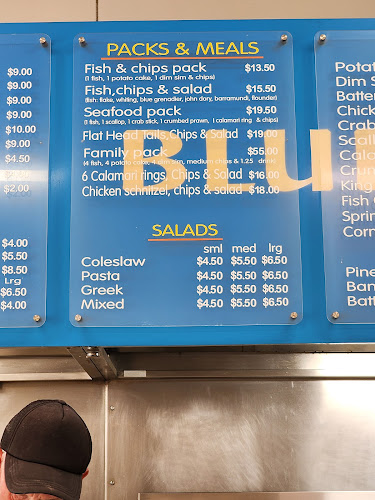 $9.00
$9.00
$9.00
$9.00
$10.00
$9.00
$4.50
$2.00
$4.00
$5.50
$8.50
Lrg
$6.50
$4.00
PACKS & MEALS
Fish & chips pack $13.50
(1 fish, 1 potato cake, 1 dim sim & chips)
Fish,chips & salad $15.50
(fish: flake, whiting, blue grenadier, john dory, barramundi, flounder)
Seafood pack $19.50
(1 fish, 1 scallop, 1 crab stick, 1 crumbed prawn, 1 calamari ring & chips)
Flat Head Tails,Chips & Salad $19.00
Family pack $55.00
(4 fish, 4 potato cake, 4 dim sim, medium chips & 1.25 drink)
6 Calamari rings, Chips & Salad $16.00
Chicken schnitzel, chips & salad $18.00
BLU
SALADS
sml med lrg
Coleslaw $4.50 $5.50 $6.50
Pasta $4.50 $5.50 $6.50
Greek $4.50 $5.50 $6.50
Mixed $4.50 $5.50 $6.50
Potat
Dim S
Batter
Chick
Crab
Scall
Cala
Crun
King
Fish
Sprin
Corn
Pine
Ban
Batt